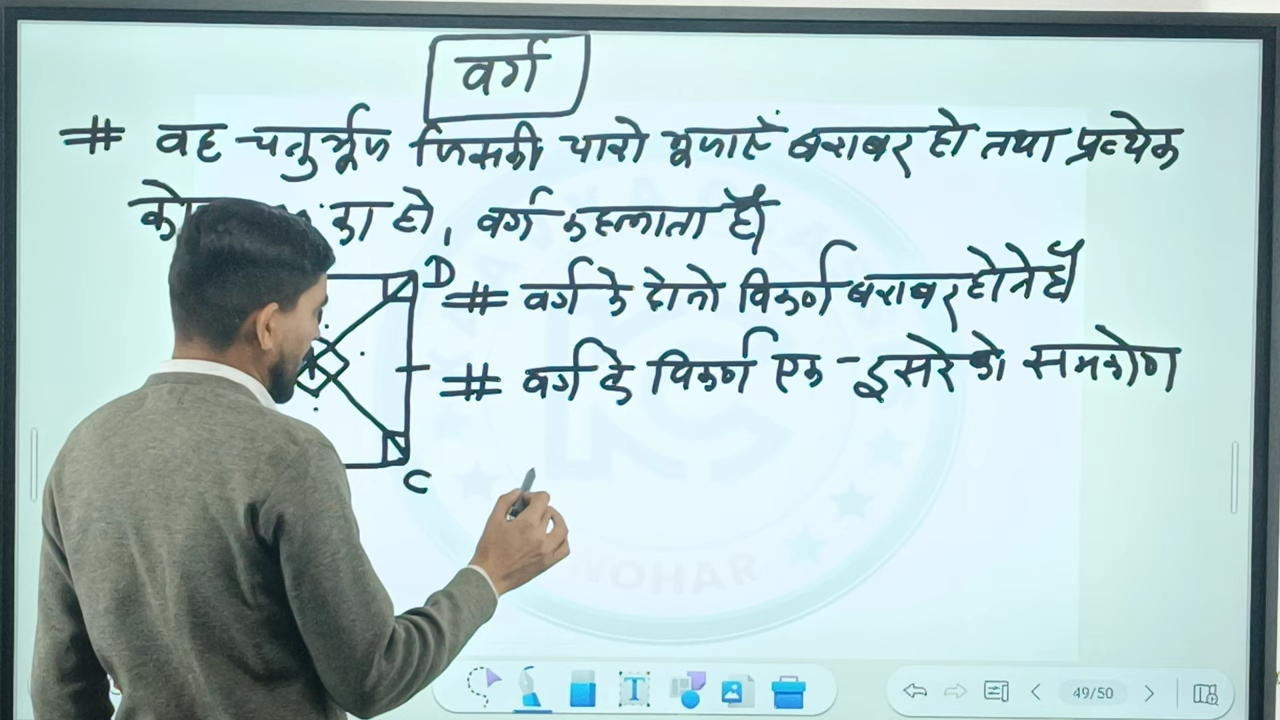 वर्ग
# वह चतुर्भूज जिसकी चारो भूजाऐं बराबर हो तथा प्रत्येक
का हो, वर्ग कहलाता है।
D
# वर्ग के दोनो विकर्ण बराबर होते हैं
# वर्ग के विकर्ण एक-दूसरे को समकोण
C
NOHAR
T
49/50